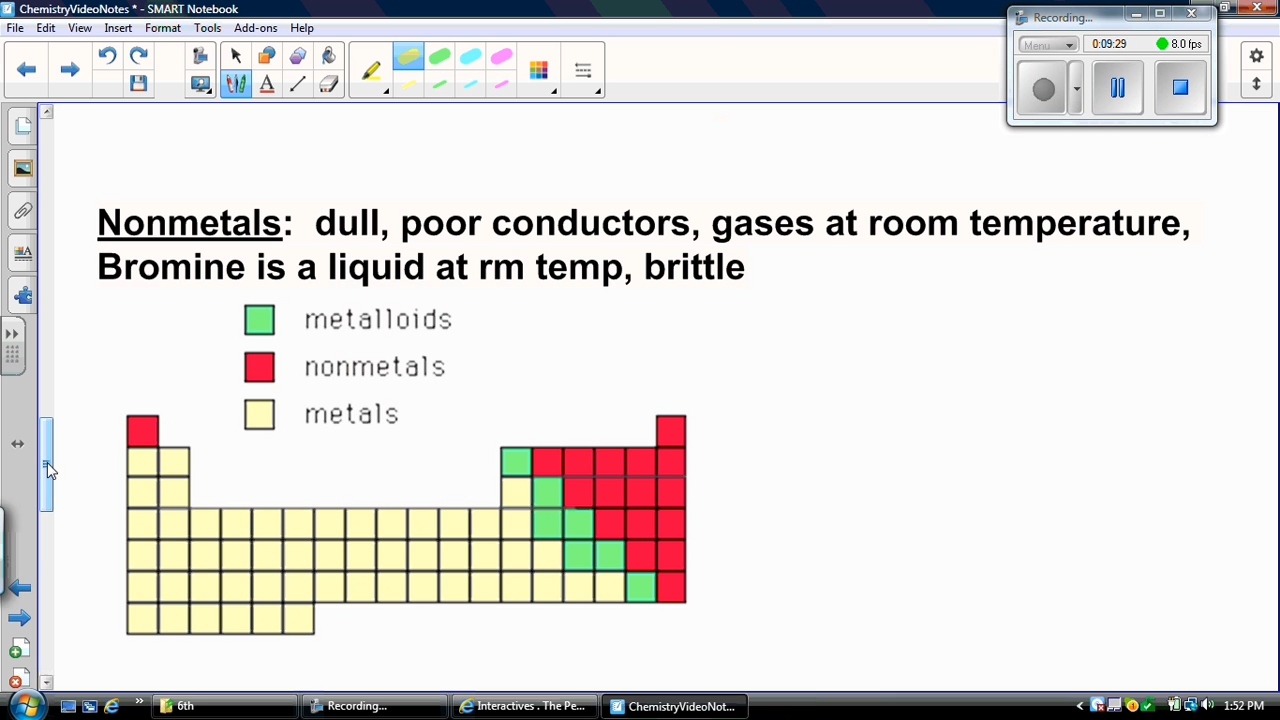 ChemistryVideoNotes * - SMART Notebook
Recording...
File Edit View Insert Format Tools Add-ons Help
Menu 0:09:29 8.0 fps
A
Nonmetals: dull, poor conductors, gases at room temperature,
Bromine is a liquid at rm temp, brittle
metalloids
nonmetals
metals
6th Recording... Interactives . The Pe... ChemistryVideoNot... 1:52 PM